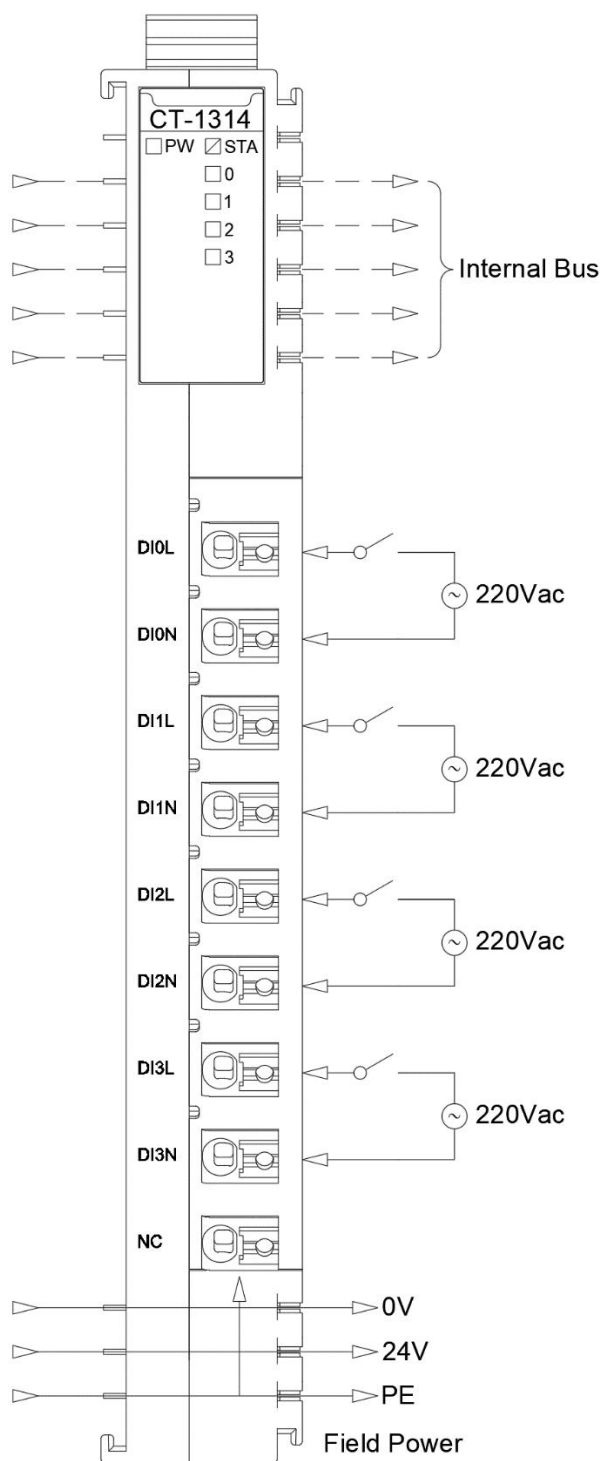 CT-1314
PW STA
0
1
2
3
Internal Bus
DI0L
220Vac
DI0N
DI1L
220Vac
DI1N
DI2L
220Vac
DI2N
DI3L
220Vac
DI3N
NC
0V
24V
PE
Field Power